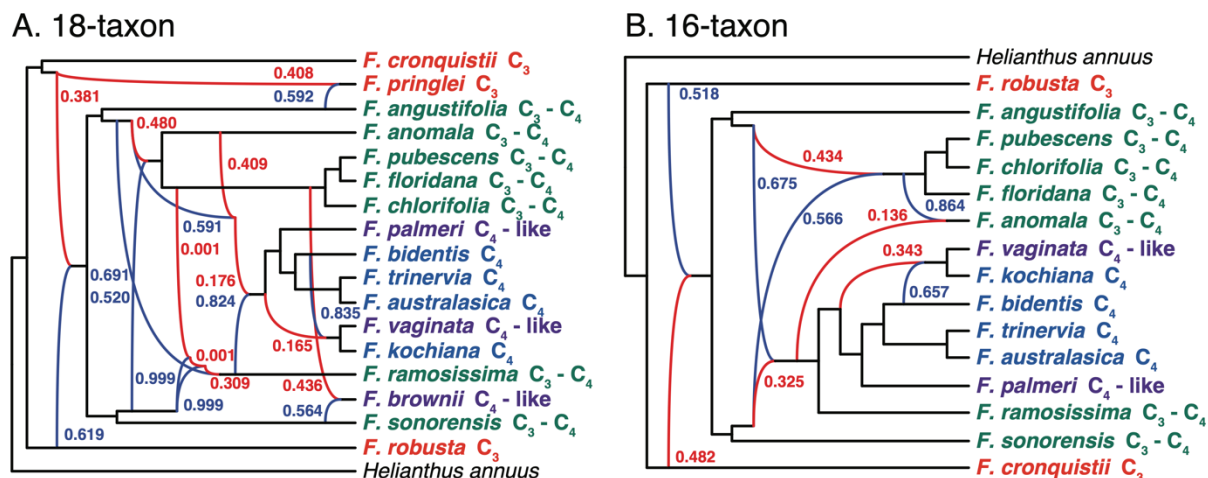 A. 18-taxon
F. cronquistii C3
0.408
F. pringlei C3
0.381
0.592
F. angustifolia C3 - C4
0.480
F. anomala C3 - C4
0.409
F. pubescens C3 - C4
F. floridana C3 - C4
F. chlorifolia C3 - C4
0.591
0.001
F. palmeri C4 - like
F. bidentis C4
0.691
0.176
F. trinervia C4
0.520
0.824
F. australasica C4
0.835
F. vaginata C4 - like
0.165
F. kochiana C4
0.001
F. ramosissima C3 - C4
0.999
0.309
0.436
F. brownii C4 - like
0.999
0.564
F. sonorensis C3 - C4
0.619
F. robusta C3
Helianthus annuus
B. 16-taxon
Helianthus annuus
F. robusta C3
0.518
F. angustifolia C3 - C4
F. pubescens C3 - C4
0.434
F. chlorifolia C3 - C4
0.675
F. floridana C3 - C4
0.566
0.864
0.136
F. anomala C3 - C4
0.343
F. vaginata C4 - like
F. kochiana C4
0.657
F. bidentis C4
F. trinervia C4
F. australasica C4
0.325
F. palmeri C4 - like
F. ramosissima C3 - C4
F. sonorensis C3 - C4
0.482
F. cronquistii C3